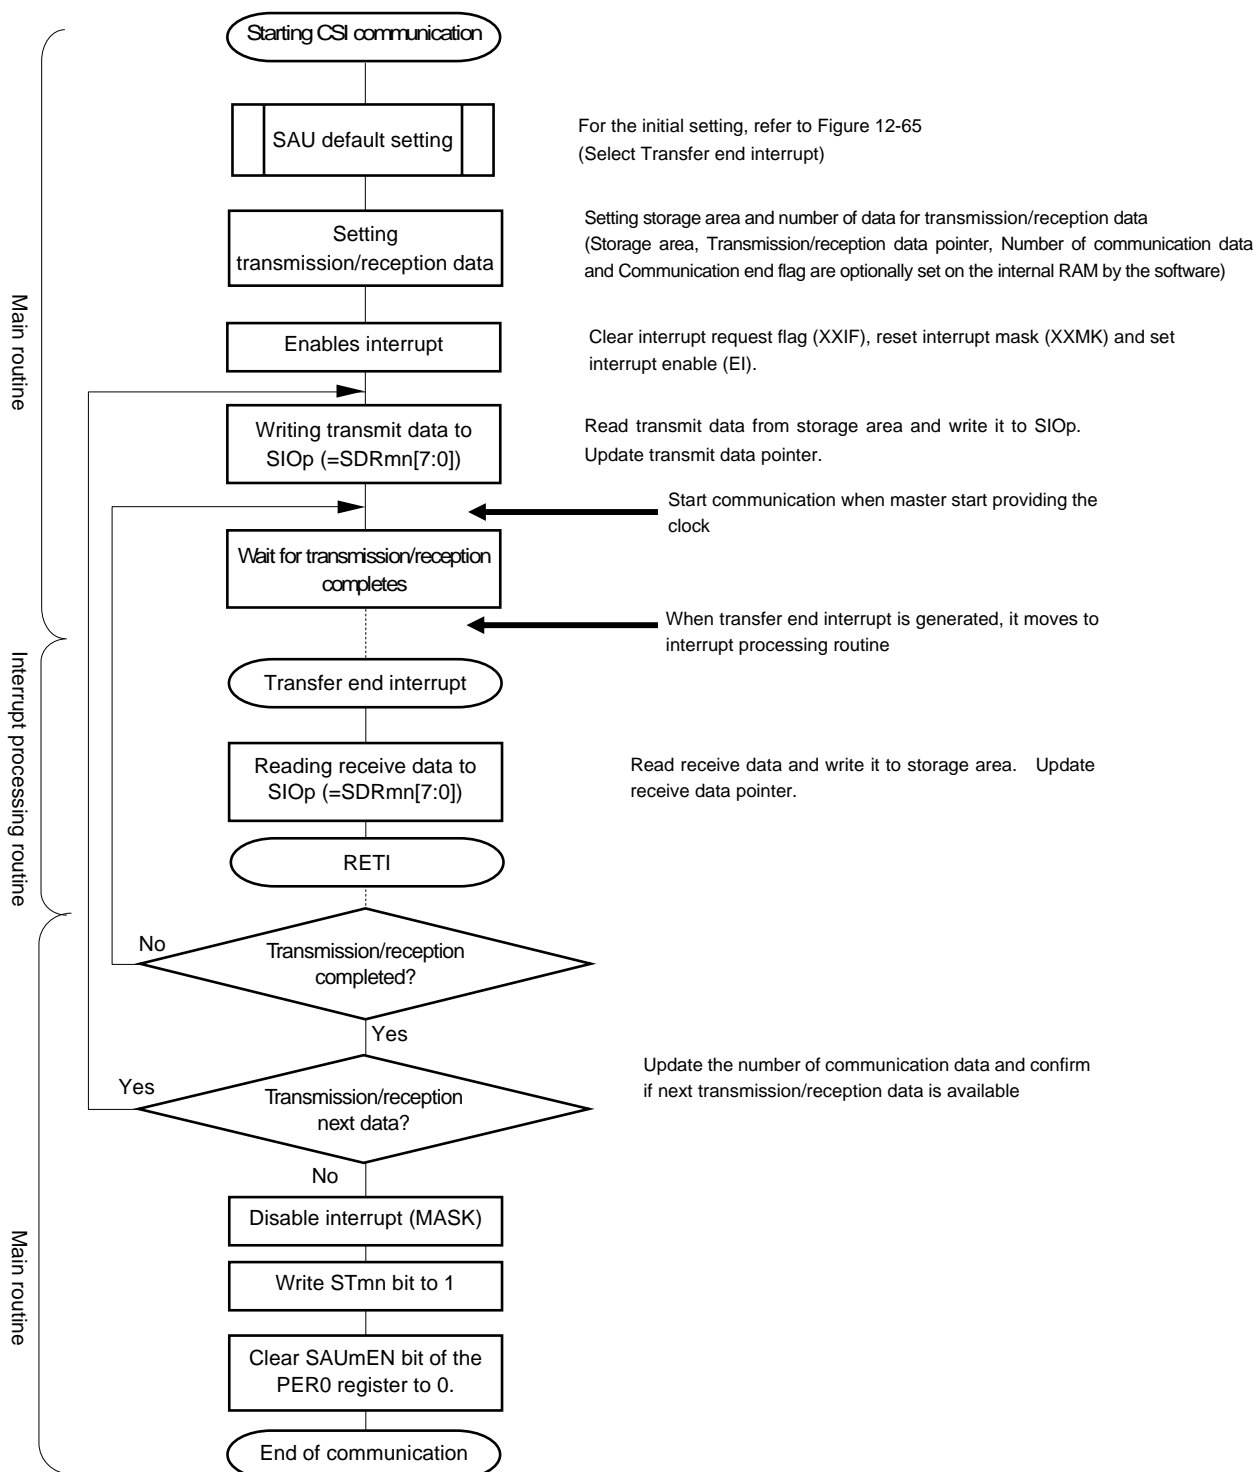 Starting CSI communication
SAU default setting
For the initial setting, refer to Figure 12-65
(Select Transfer end interrupt)
Setting
transmission/reception data
Setting storage area and number of data for transmission/reception data
(Storage area, Transmission/reception data pointer, Number of communication data
and Communication end flag are optionally set on the internal RAM by the software)
Main routine
Enables interrupt
Clear interrupt request flag (XXIF), reset interrupt mask (XXMK) and set
interrupt enable (EI).
Writing transmit data to
SIOp (=SDRmn[7:0])
Read transmit data from storage area and write it to SIOp.
Update transmit data pointer.
Start communication when master start providing the
clock
Wait for transmission/reception
completes
When transfer end interrupt is generated, it moves to
interrupt processing routine
Interrupt processing routine
Transfer end interrupt
Reading receive data to
SIOp (=SDRmn[7:0])
Read receive data and write it to storage area. Update
receive data pointer.
RETI
No
Transmission/reception
completed?
Yes
Yes
Transmission/reception
next data?
Update the number of communication data and confirm
if next transmission/reception data is available
No
Main routine
Disable interrupt (MASK)
Write STmn bit to 1
Clear SAUmEN bit of the
PER0 register to 0.
End of communication